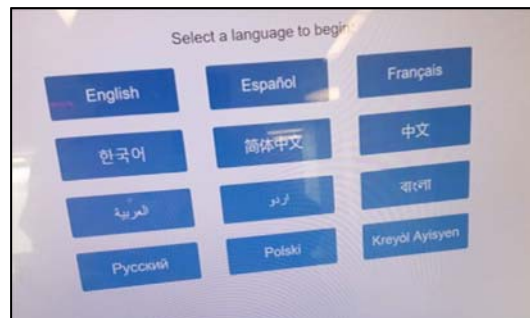 Select a language to begin
English
Español
Français
한국어
简体中文
中文
العربية
اردو
বাংলা
Русский
Polski
Kreyòl Ayisyen